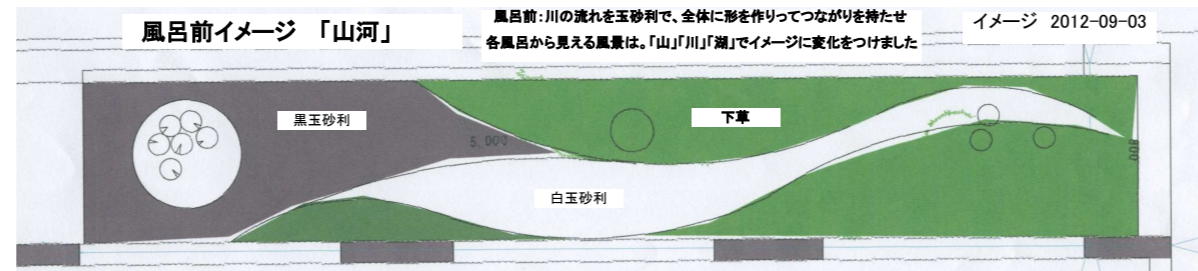 風呂前イメージ 「山河」
風呂前：川の流れを玉砂利で、全体に形を作りってつながりを持たせ
各風呂から見える風景は。「山」「川」「湖」でイメージに変化をつけました
イメージ 2012-09-03
黒玉砂利
下草
5,000
800
白玉砂利